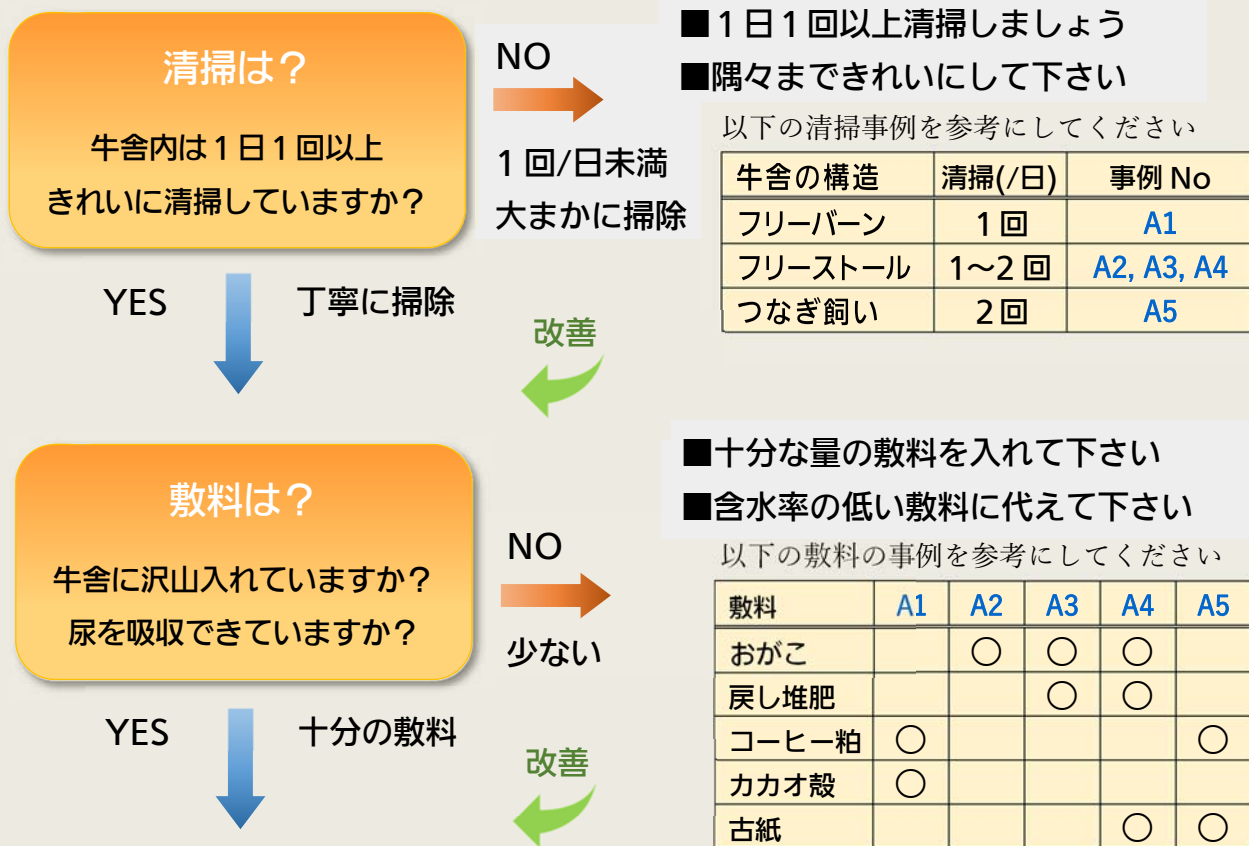 清掃は？
牛舎内は１日１回以上
きれいに清掃していますか？
NO
1 回/日未満
大まかに掃除
■１日１回以上清掃しましょう
■隅々まできれいにして下さい
以下の清掃事例を参考にしてください
牛舎の構造 清掃(/日) 事例 No
フリーバーン 1 回 A1
フリーストール 1～2 回 A2, A3, A4
つなぎ飼い 2 回 A5
YES 丁寧に掃除
改善
敷料は？
牛舎に沢山入れていますか？
尿を吸収できていますか？
NO
少ない
■十分な量の敷料を入れて下さい
■含水率の低い敷料に代えて下さい
以下の敷料の事例を参考にしてください
敷料 A1 A2 A3 A4 A5
おがこ ○ ○ ○
戻し堆肥 ○ ○
コーヒー粕 ○ ○
カカオ殻 ○
古紙 ○ ○
YES 十分の敷料
改善